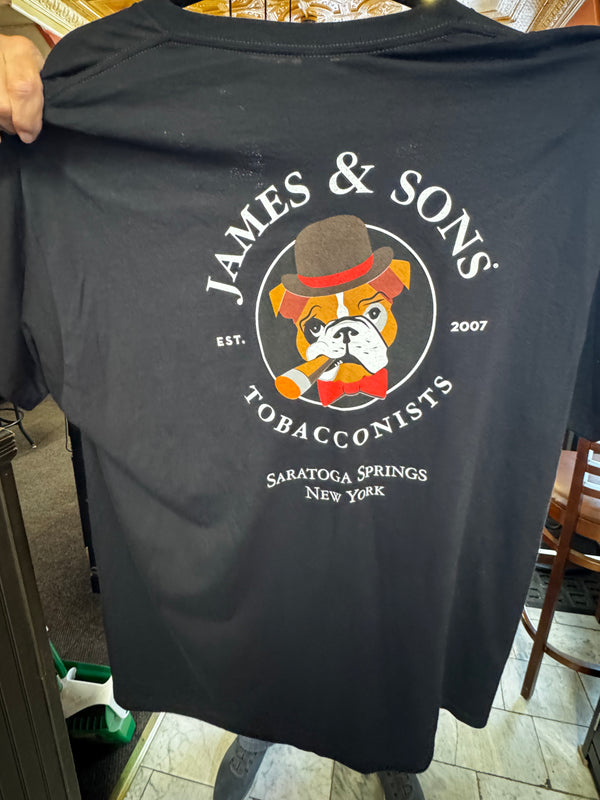 JAMES & SONS®
EST. 2007
TOBACCONISTS
SARATOGA SPRINGS
NEW YORK